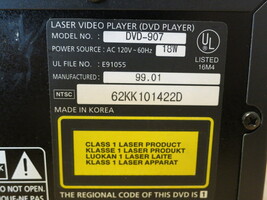 LASER VIDEO PLAYER (DVD PLAYER)
MODEL NO. : DVD-907
POWER SOURCE : AC 120V~60Hz 18W
UL
LISTED
16M4
UL FILE NO. : E91055
MANUFACTURED : 99.01
NTSC 62KK101422D
MADE IN KOREA
CLASS 1 LASER PRODUCT
KLASSE 1 LASER PRODUKT
LUOKAN 1 LASER LAITE
KLASS 1 LASER APPARAT
DO NOT OPEN
THE REGIONAL CODE OF THIS DVD IS 1